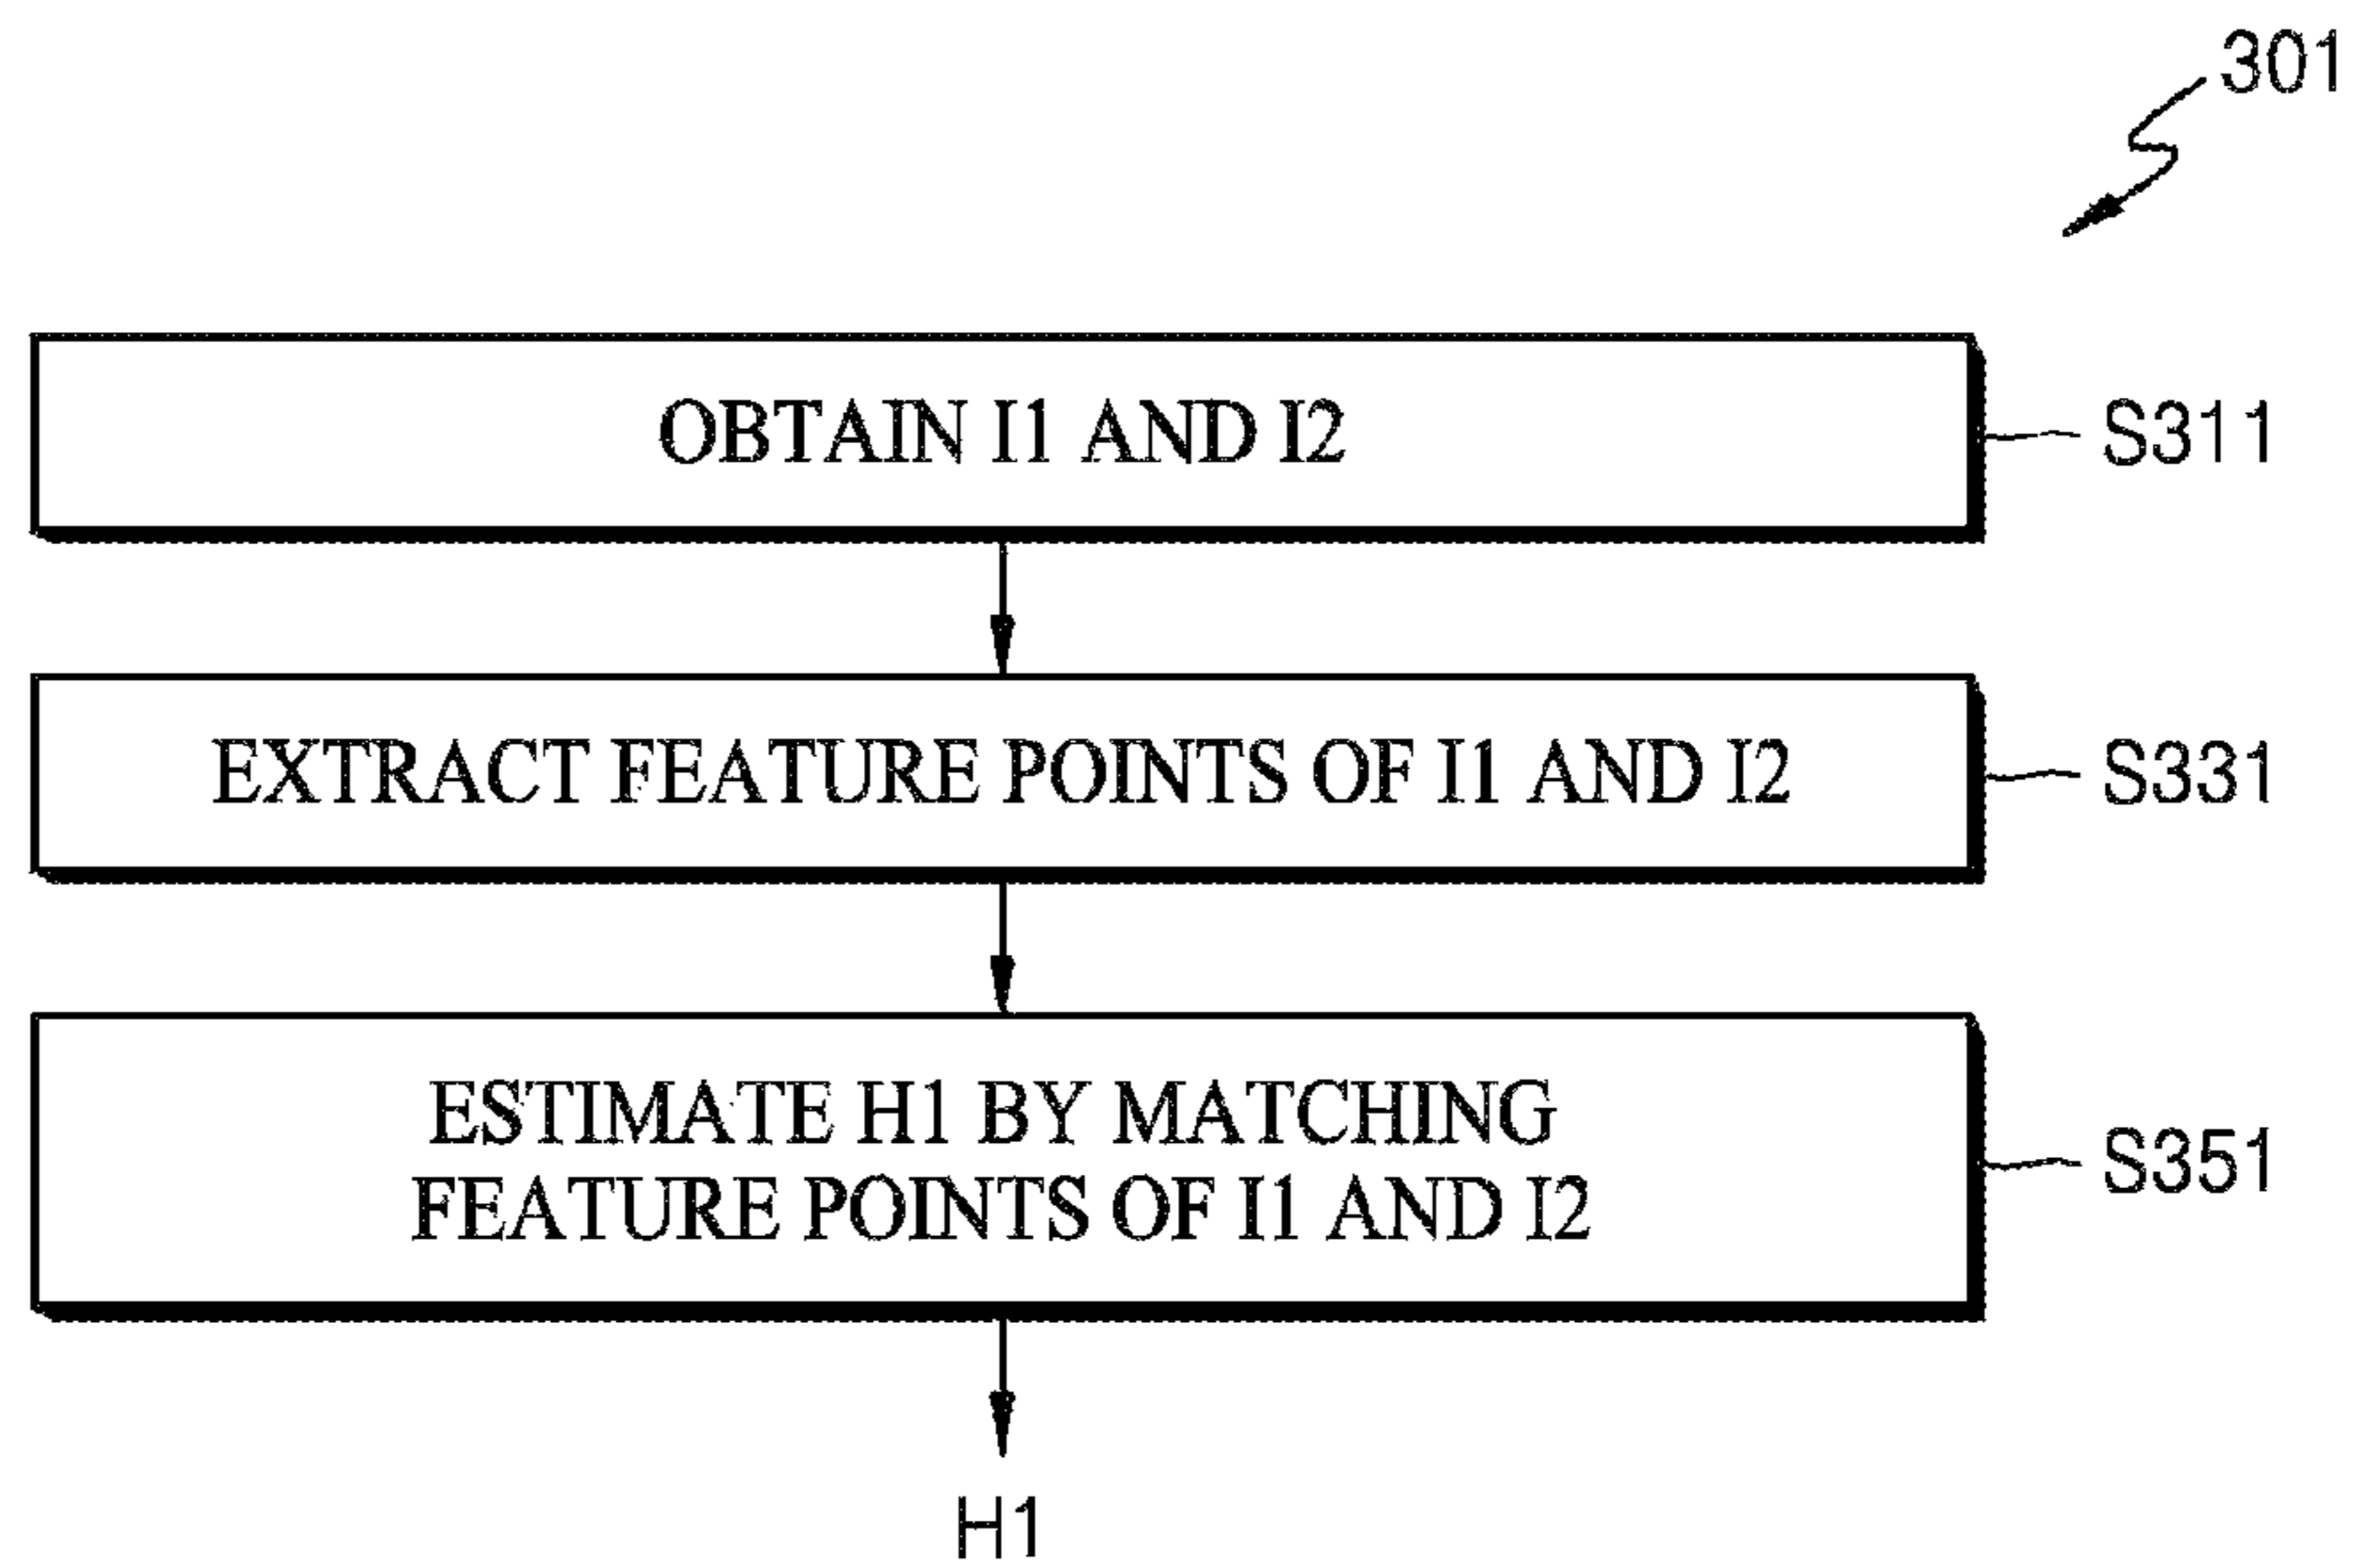 301
OBTAIN I1 AND I2
S311
EXTRACT FEATURE POINTS OF I1 AND I2
S331
ESTIMATE H1 BY MATCHING
FEATURE POINTS OF I1 AND I2
S351
H1